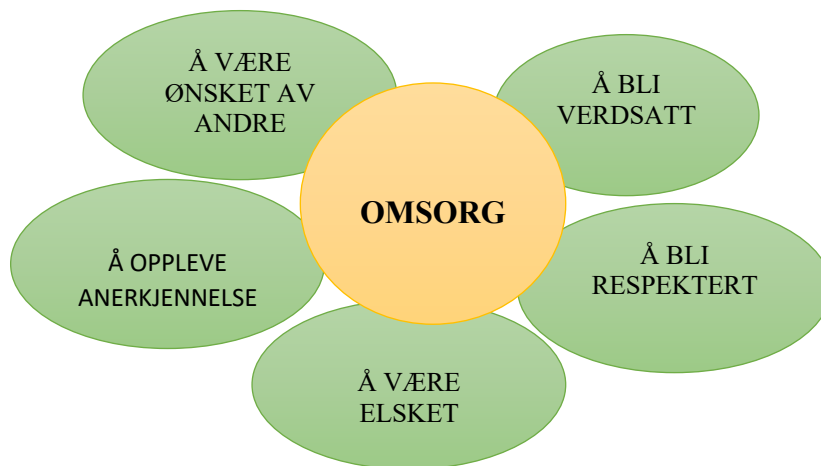 Å VÆRE
ØNSKET AV
ANDRE
Å BLI
VERDSATT
OMSORG
Å OPPLEVE
ANERKJENNELSE
Å BLI
RESPEKTERT
Å VÆRE
ELSKET